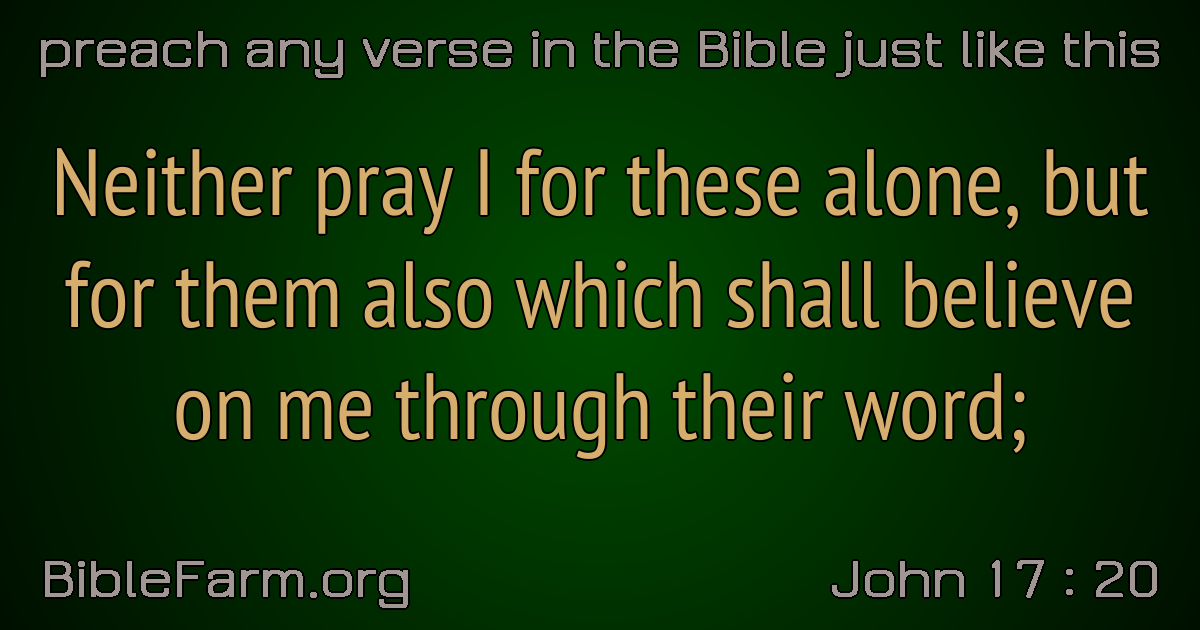 preach any verse in the Bible just like this
Neither pray I for these alone, but
for them also which shall believe
on me through their word;
BibleFarm.org
John 17 : 20